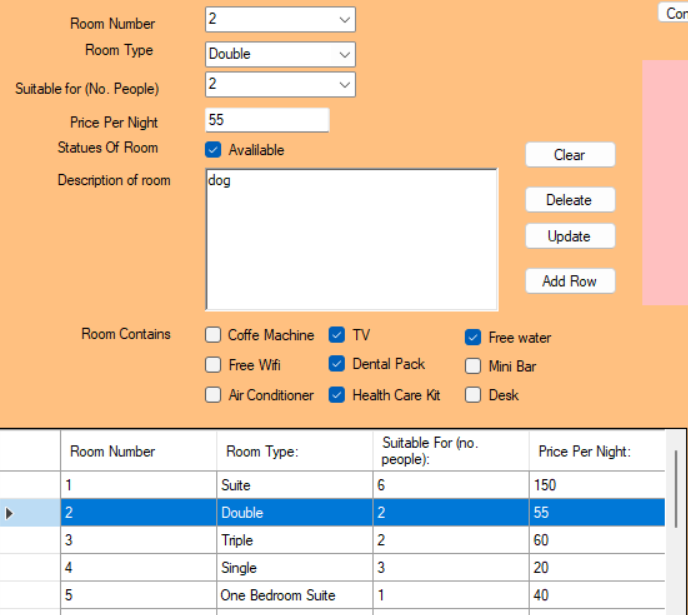 Room Number 2
Con
Room Type Double
Suitable for (No. People) 2
Price Per Night 55
Statues Of Room Avalilable
Clear
Description of room dog
Deleate
Update
Add Row
Room Contains Coffe Machine TV Free water
Free Wifi Dental Pack Mini Bar
Air Conditioner Health Care Kit Desk
Room Number Room Type: Suitable For (no. people): Price Per Night:
1 Suite 6 150
2 Double 2 55
3 Triple 2 60
4 Single 3 20
5 One Bedroom Suite 1 40